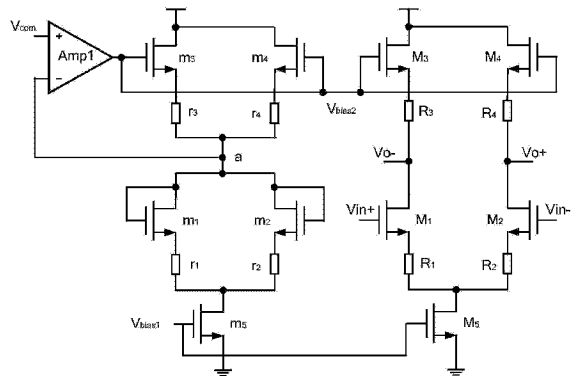 Vcom
+
Amp1
−
m3
m4
M3
M4
r3
r4
Vbias2
R3
R4
a
Vo-
Vo+
m1
m2
Vin+
M1
M2
Vin-
r1
r2
R1
R2
Vbias1
m5
M5